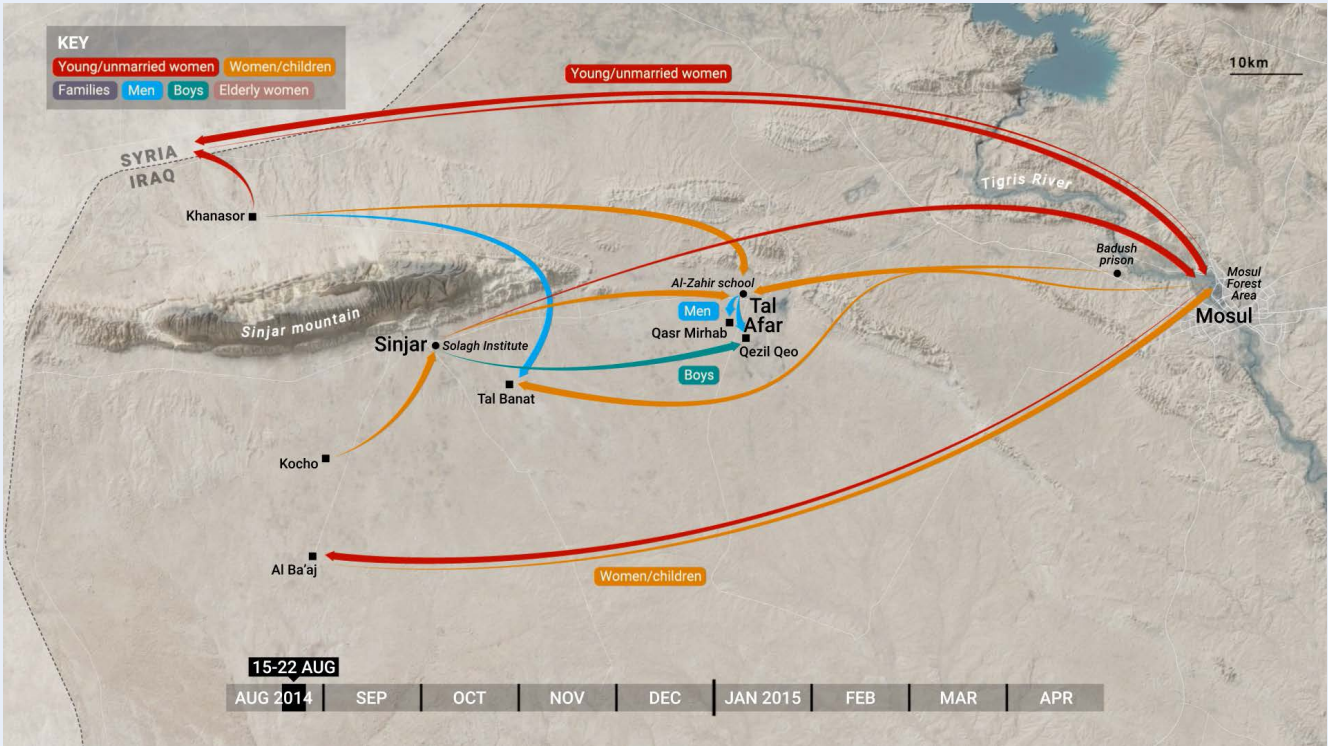 KEY
Young/unmarried women Women/children
Families Men Boys Elderly women
Young/unmarried women
10km
SYRIA
IRAQ
Tigris River
Khanasor
Badush
prison
Mosul
Forest
Area
Mosul
Al-Zahir school
Tal
Afar
Men
Qasr Mirhab
Qezil Qeo
Sinjar mountain
Sinjar
Solagh Institute
Boys
Tal Banat
Kocho
Al Ba'aj
Women/children
15-22 AUG
AUG 2014 SEP OCT NOV DEC JAN 2015 FEB MAR APR